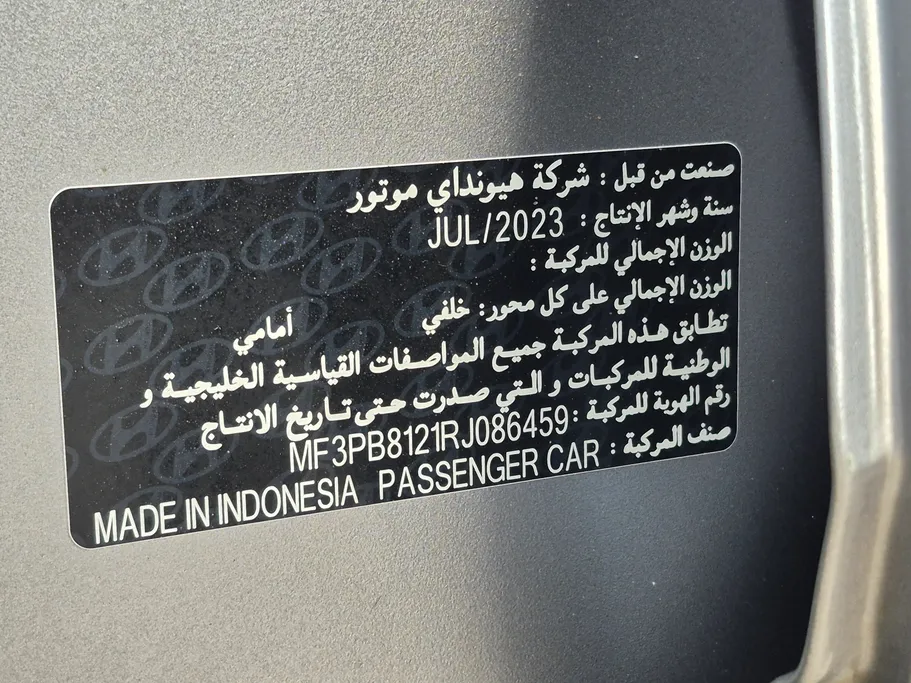 صنعت من قبل : شركة هيونداي موتور
سنة وشهر الإنتاج : JUL/2023
الوزن الإجمالي للمركبة :
الوزن الإجمالي على كل محور: خلفي أمامي
تطابق هذه المركبة جميع المواصفات القياسية الخليجية و
الوطنية للمركبات و التي صدرت حتى تاريخ الانتاج
رقم الهوية للمركبة : MF3PB8121RJ086459
صنف المركبة : PASSENGER CAR MADE IN INDONESIA